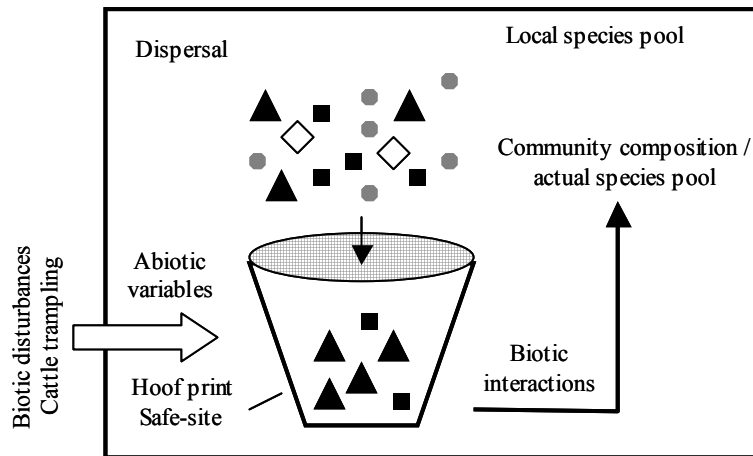 Local species pool
Dispersal
Community composition /
actual species pool
Abiotic
variables
Biotic disturbances
Cattle trampling
Hoof print
Safe-site
Biotic
interactions